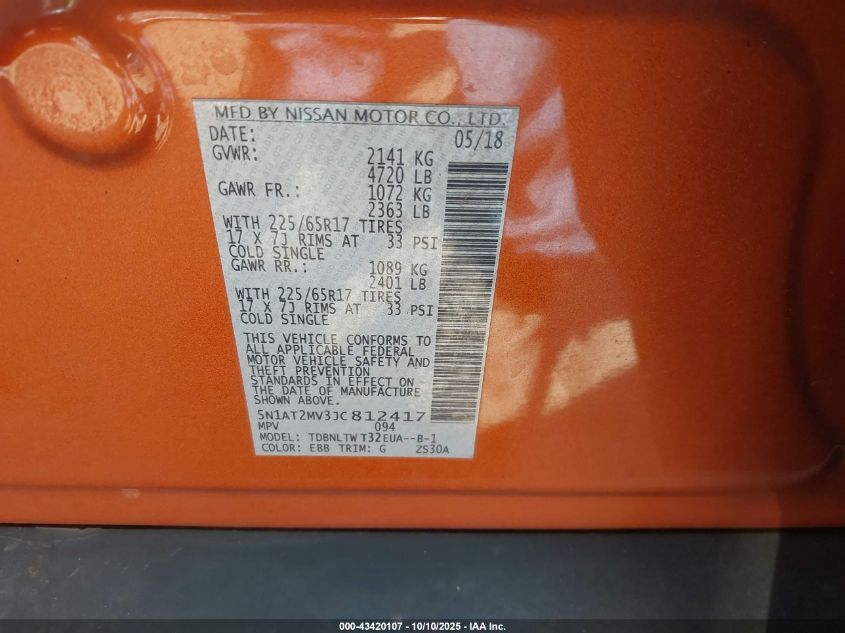 MFD BY NISSAN MOTOR CO., LTD.
DATE: 05/18
GVWR: 2141 KG
4720 LB
GAWR FR.: 1072 KG
2363 LB
WITH 225/65R17 TIRES
17 X 7J RIMS AT 33 PSI
COLD SINGLE
GAWR RR.: 1089 KG
2401 LB
WITH 225/65R17 TIRES
17 X 7J RIMS AT 33 PSI
COLD SINGLE
THIS VEHICLE CONFORMS TO
ALL APPLICABLE FEDERAL
MOTOR VEHICLE SAFETY AND
THEFT PREVENTION
STANDARDS IN EFFECT ON
THE DATE OF MANUFACTURE
SHOWN ABOVE.
5N1AT2MV3JC812417
MPV 094
MODEL: TDBNLTW T32EUA--B-1
COLOR: EBB TRIM: G ZS30A
000-43420107 - 10/10/2025 - IAA Inc.